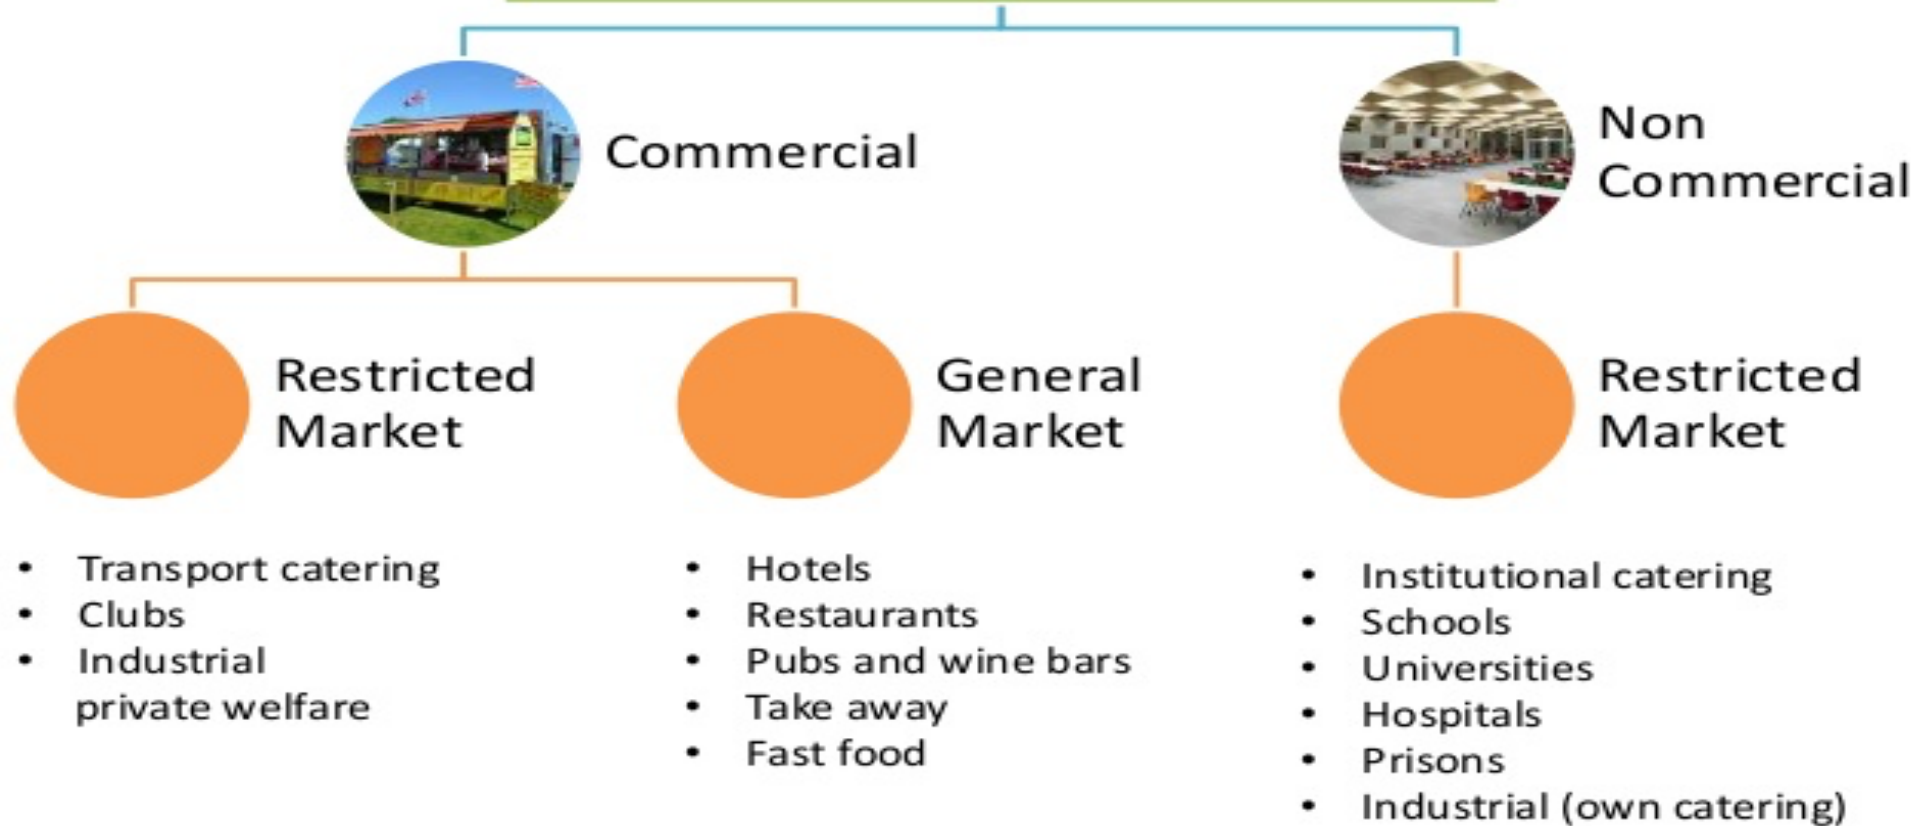 Commercial
Non
Commercial
Restricted
Market
General
Market
Restricted
Market
• Transport catering
• Clubs
• Industrial
private welfare
• Hotels
• Restaurants
• Pubs and wine bars
• Take away
• Fast food
• Institutional catering
• Schools
• Universities
• Hospitals
• Prisons
• Industrial (own catering)